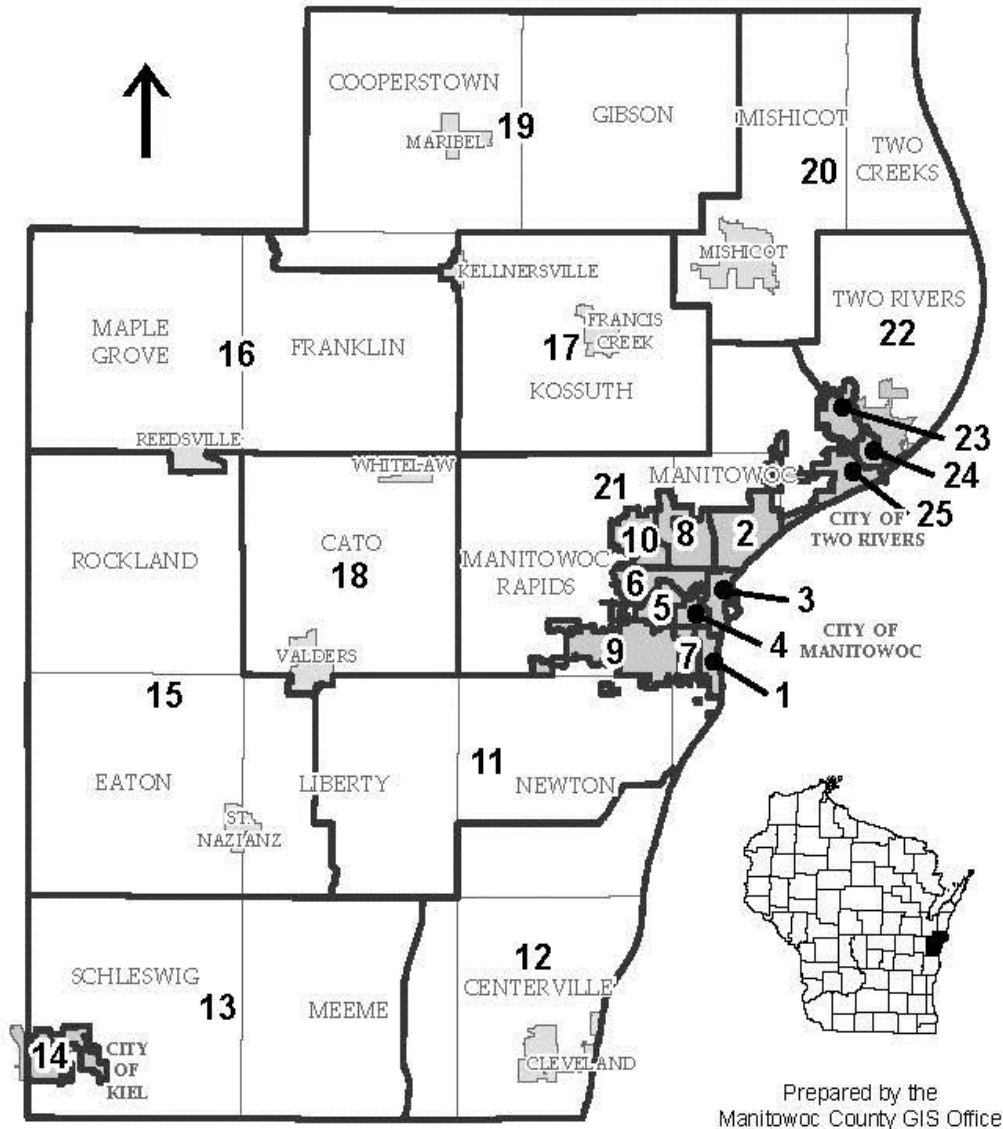 COOPERSTOWN
19
GIBSON
MISHICOT
TWO
CREEKS
MARIBEL
20
MISHICOT
KELLNERSVILLE
TWO RIVERS
22
MAPLE
GROVE
16
FRANKLIN
17
FRANCIS
CREEK
KOSSUTH
REEDSVILLE
WHITELAW
MANITOWOC
21
23
24
25
CITY OF
TWO RIVERS
ROCKLAND
CATO
18
MANITOWOC
RAPIDS
10
8
2
6
5
3
4
CITY OF
MANITOWOC
9
7
1
VALDERS
15
EATON
LIBERTY
11
NEWTON
ST.
NAZIANZ
SCHLESWIG
13
MEEME
12
CENTERVILLE
14
CITY
OF
KIEL
CLEVELAND
Prepared by the
Manitowoc County GIS Office